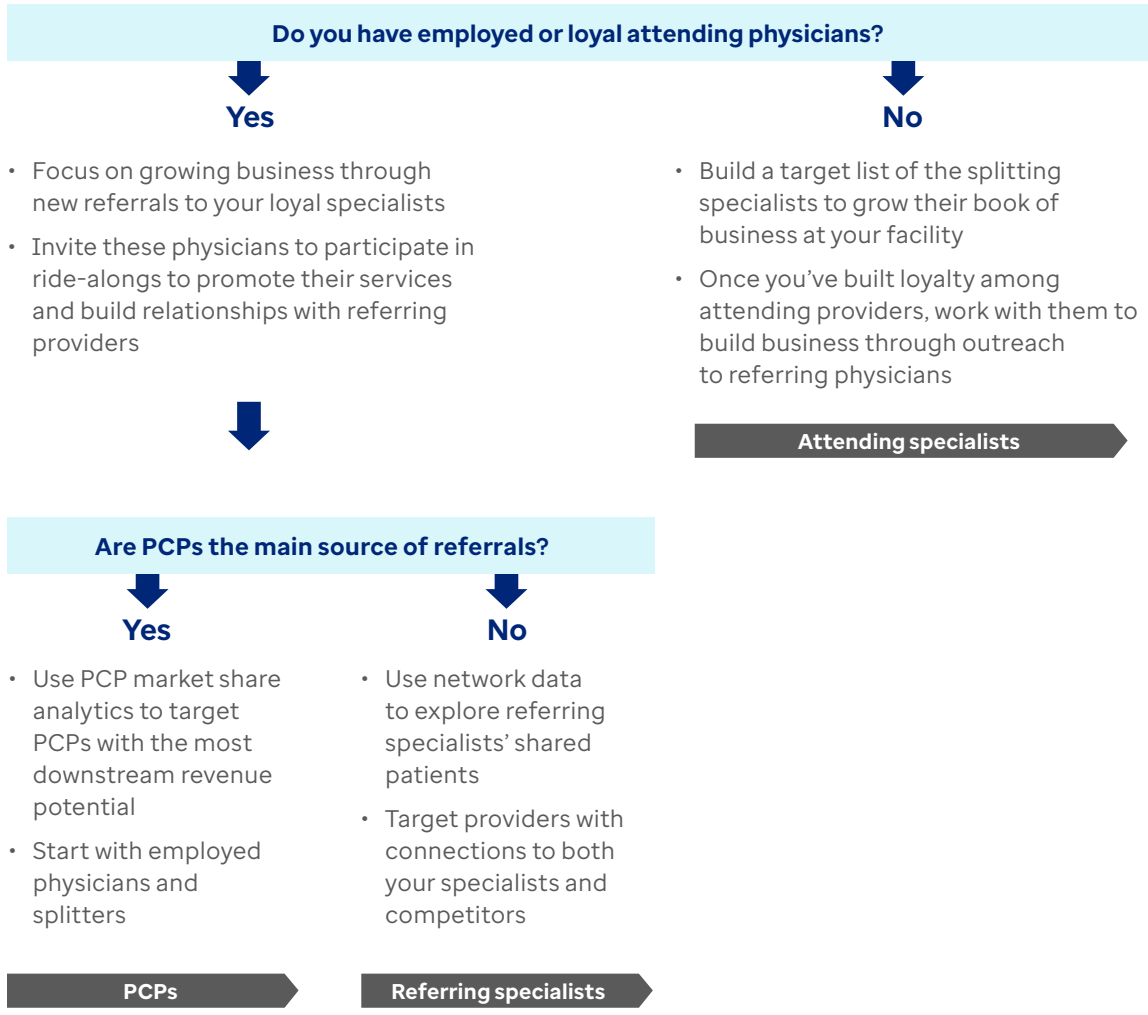 Do you have employed or loyal attending physicians?
Yes
• Focus on growing business through
new referrals to your loyal specialists
• Invite these physicians to participate in
ride-alongs to promote their services
and build relationships with referring
providers
No
• Build a target list of the splitting
specialists to grow their book of
business at your facility
• Once you’ve built loyalty among
attending providers, work with them to
build business through outreach
to referring physicians
Attending specialists
Are PCPs the main source of referrals?
Yes
• Use PCP market share
analytics to target
PCPs with the most
downstream revenue
potential
• Start with employed
physicians and
splitters
PCPs
No
• Use network data
to explore referring
specialists’ shared
patients
• Target providers with
connections to both
your specialists and
competitors
Referring specialists